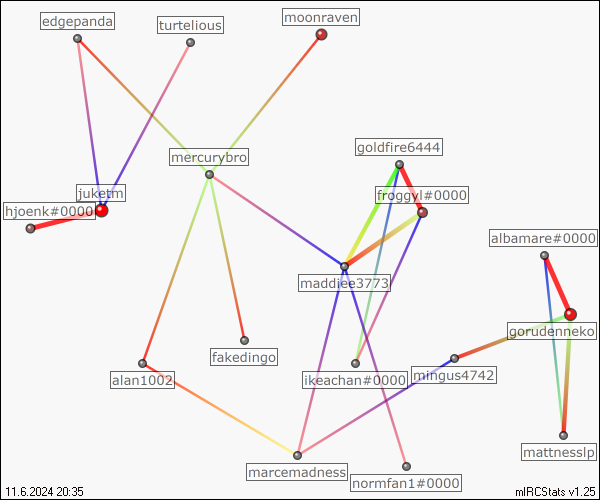 edgepanda
turtelious
moonraven
mercurybro
goldfire6444
juketm
froggyl#0000
hjoenk#0000
albamare#0000
maddiee3773
gorudenneko
fakedingo
alan1002
ikeachan#0000
mingus4742
marcemadness
mattnesslp
normfan1#0000
11.6.2024 20:35
mIRCStats v1.25